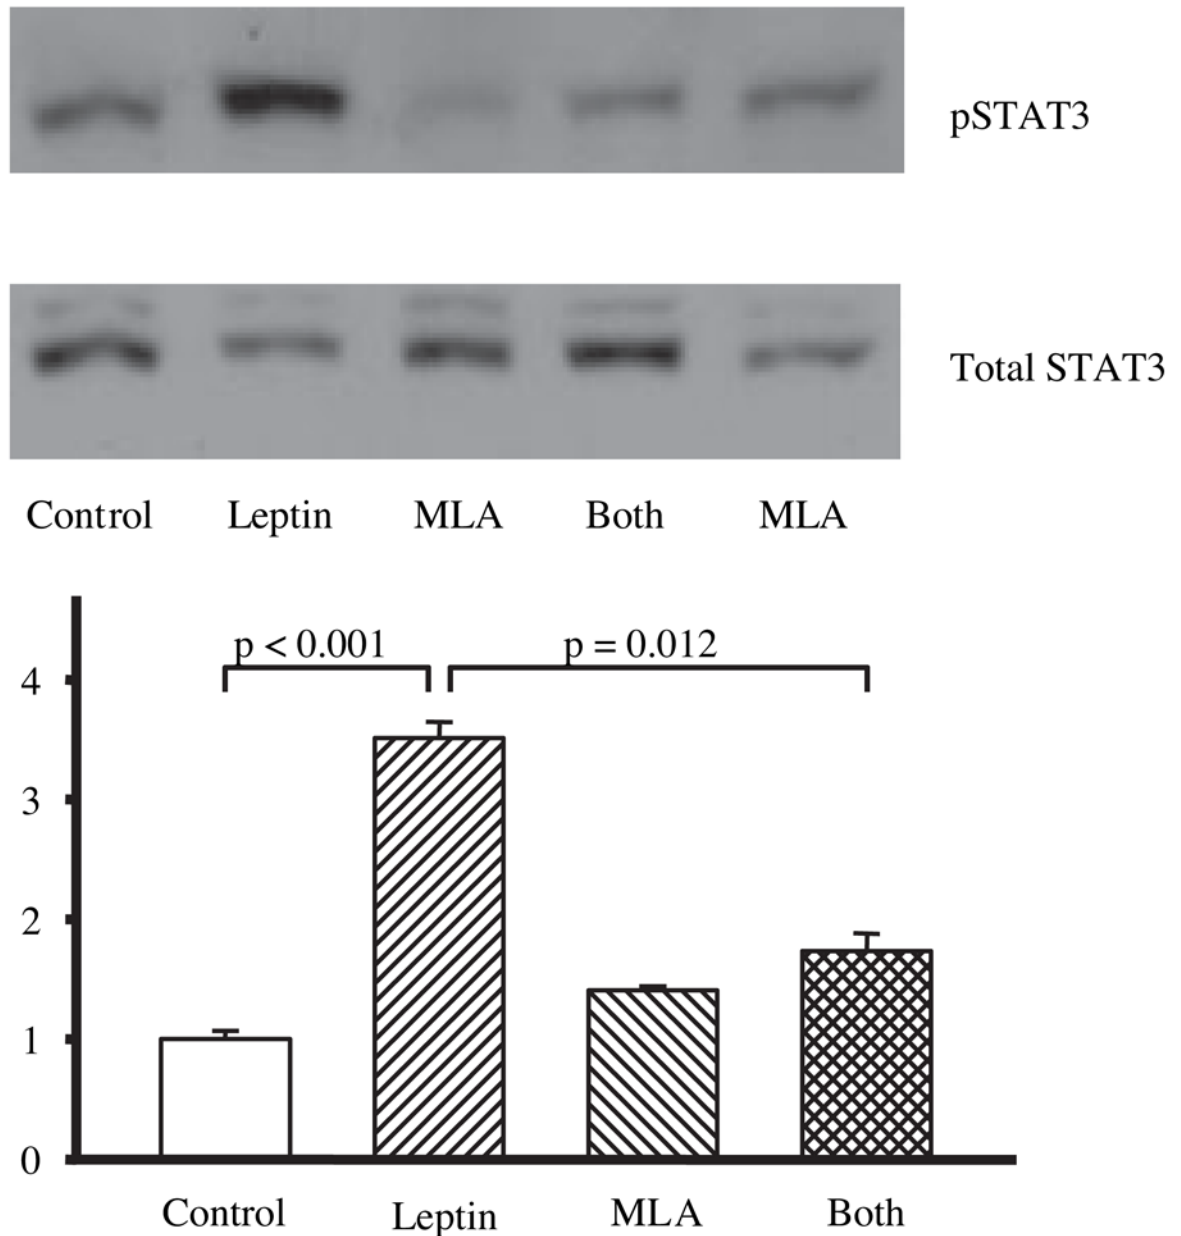 pSTAT3
Total STAT3
Control Leptin MLA Both MLA
p < 0.001 p = 0.012
4
3
2
1
0
Control Leptin MLA Both